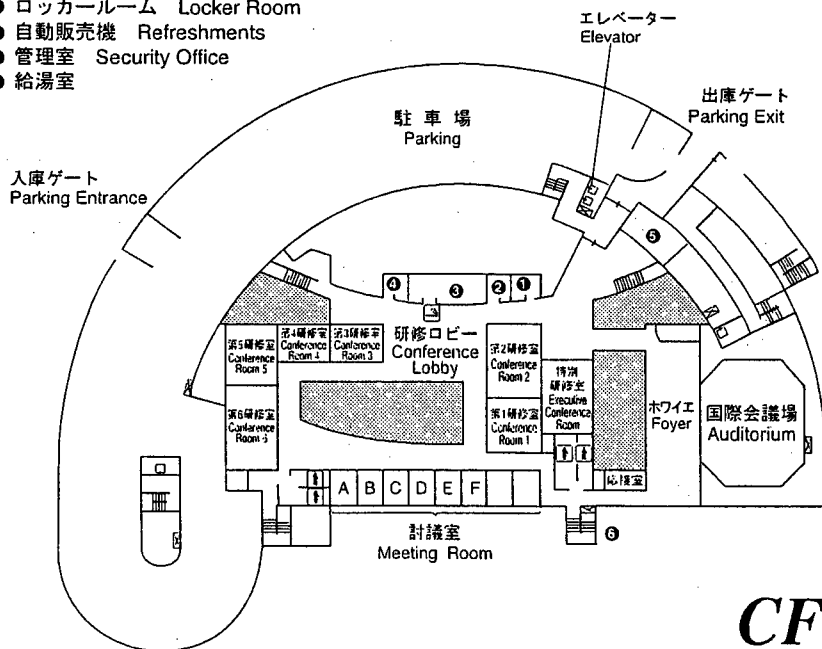 ● ロッカールーム Locker Room
● 自動販売機 Refreshments
● 管理室 Security Office
● 給湯室
エレベーター
Elevator
出庫ゲート
Parking Exit
駐車場
Parking
入庫ゲート
Parking Entrance
❺
❹
❸
❷
❶
第5研修室
Conference
Room 5
第4研修室
Conference
Room 4
第3研修室
Conference
Room 3
研修ロビー
Conference
Lobby
第2研修室
Conference
Room 2
特別
研修室
Executive
Conference
Room
第6研修室
Conference
Room 6
第1研修室
Conference
Room 1
ホワイエ
Foyer
国際会議場
Auditorium
応接室
A B C D E F
討議室
Meeting Room
❻
CF